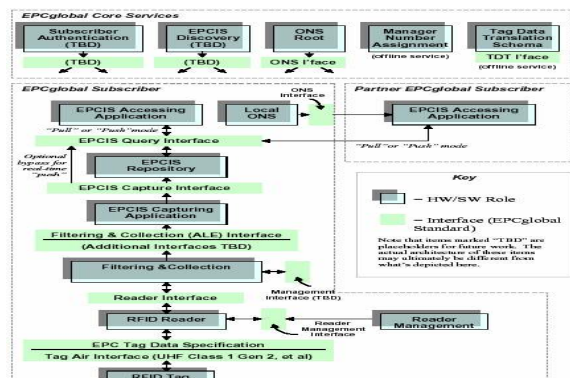 EPCglobal Core Services
Subscriber
Authentication
(TBD)
(TBD)
EPCIS
Discovery
(TBD)
(TBD)
ONS
Root
ONS I'face
Manager
Number
Assignment
(offline service)
Tag Data
Translation
Schema
TDT I'face
(offline service)
EPCglobal Subscriber
Partner EPCglobal Subscriber
ONS
Interface
EPCIS Accessing
Application
Local
ONS
EPCIS Accessing
Application
"Pull" or "Push" mode
"Pull" or "Push" mode
EPCIS Query Interface
Optional
bypass for
real-time
"push"
EPCIS
Repository
EPCIS Capture Interface
EPCIS Capturing
Application
Filtering & Collection (ALE) Interface
(Additional Interfaces TBD)
Filtering &Collection
Management
Interface (TBD)
Reader Interface
RFID Reader
Reader
Management
Interface
Reader
Management
EPC Tag Data Specification
Tag Air Interface (UHF Class 1 Gen 2, et al)
RFID Tag
Key
= HW/SW Role
= Interface (EPCglobal
Standard)
Note that items marked "TBD" are
placeholders for future work. The
actual architecture of these items
may ultimately be different from
what's depicted here.